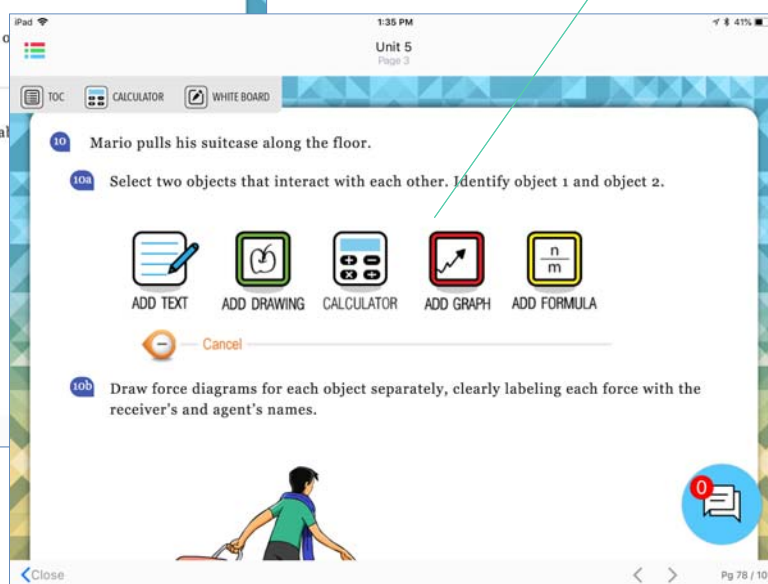 iPad
1:35 PM
41%
Unit 5
Page 3
TOC
CALCULATOR
WHITE BOARD
10 Mario pulls his suitcase along the floor.
10a Select two objects that interact with each other. Identify object 1 and object 2.
ADD TEXT
ADD DRAWING
CALCULATOR
ADD GRAPH
ADD FORMULA
n
m
Cancel
10b Draw force diagrams for each object separately, clearly labeling each force with the
receiver's and agent's names.
0
Close
Pg 78 / 10